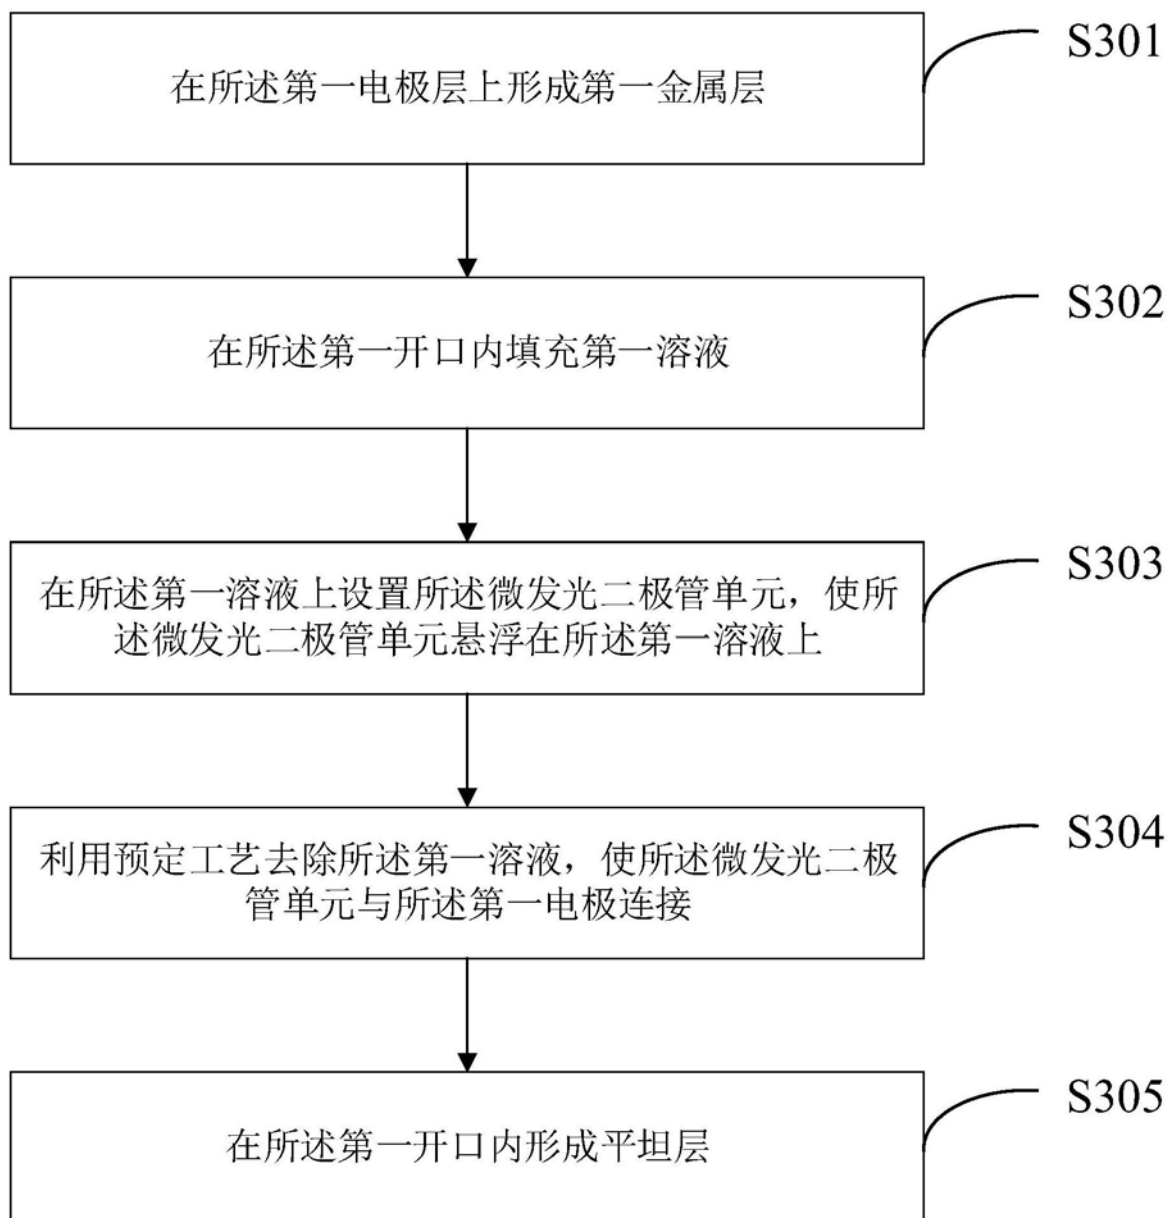 在所述第一电极层上形成第一金属层
S301
在所述第一开口内填充第一溶液
S302
在所述第一溶液上设置所述微发光二极管单元，使所
述微发光二极管单元悬浮在所述第一溶液上
S303
利用预定工艺去除所述第一溶液，使所述微发光二极
管单元与所述第一电极连接
S304
在所述第一开口内形成平坦层
S305